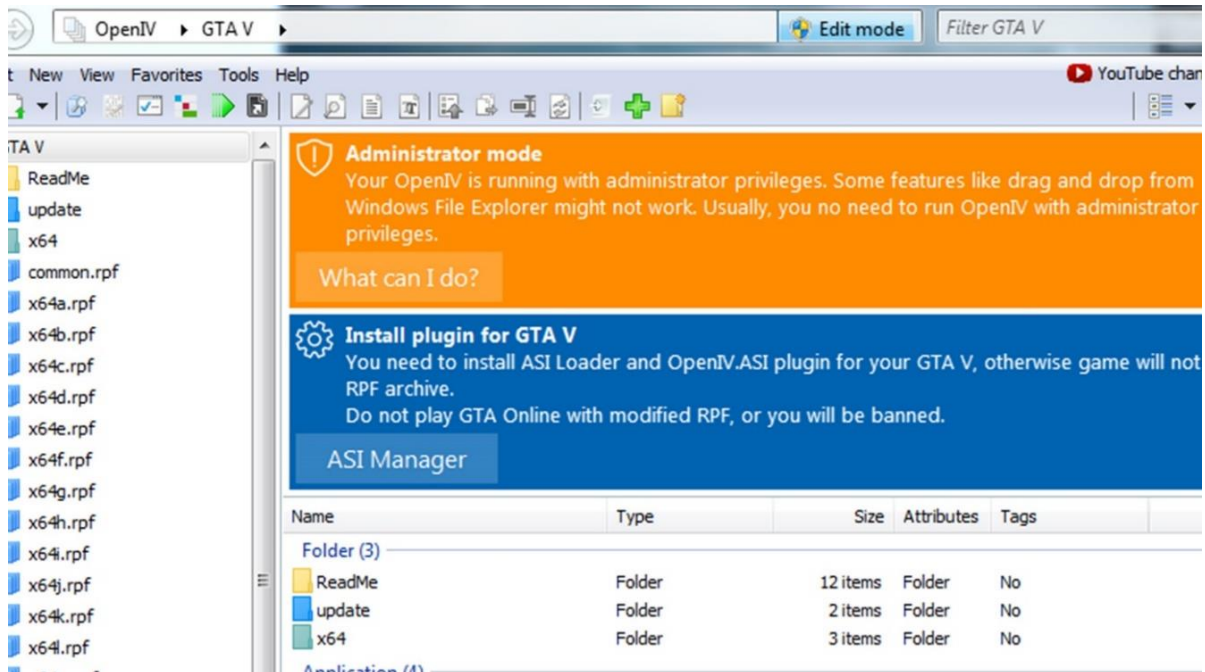 OpenIV GTA V Edit mode Filter GTA V
t New View Favorites Tools Help YouTube chan
TA V
ReadMe
update
x64
common.rpf
x64a.rpf
x64b.rpf
x64c.rpf
x64d.rpf
x64e.rpf
x64f.rpf
x64g.rpf
x64h.rpf
x64i.rpf
x64j.rpf
x64k.rpf
x64l.rpf
Administrator mode
Your OpenIV is running with administrator privileges. Some features like drag and drop from
Windows File Explorer might not work. Usually, you no need to run OpenIV with administrator
privileges.
What can I do?
Install plugin for GTA V
You need to install ASI Loader and OpenIV.ASI plugin for your GTA V, otherwise game will not
RPF archive.
Do not play GTA Online with modified RPF, or you will be banned.
ASI Manager
Name Type Size Attributes Tags
Folder (3)
ReadMe Folder 12 items Folder No
update Folder 2 items Folder No
x64 Folder 3 items Folder No
Application (4)